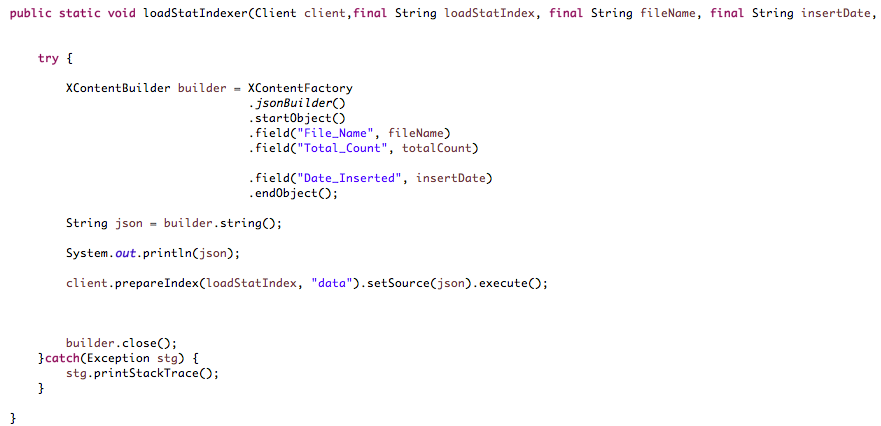 public static void loadStatIndexer(Client client,final String loadStatIndex, final String fileName, final String insertDate,
try {
XContentBuilder builder = XContentFactory
.jsonBuilder()
.startObject()
.field("File_Name", fileName)
.field("Total_Count", totalCount)
.field("Date_Inserted", insertDate)
.endObject();
String json = builder.string();
System.out.println(json);
client.prepareIndex(loadStatIndex, "data").setSource(json).execute();
builder.close();
}catch(Exception stg) {
stg.printStackTrace();
}
}